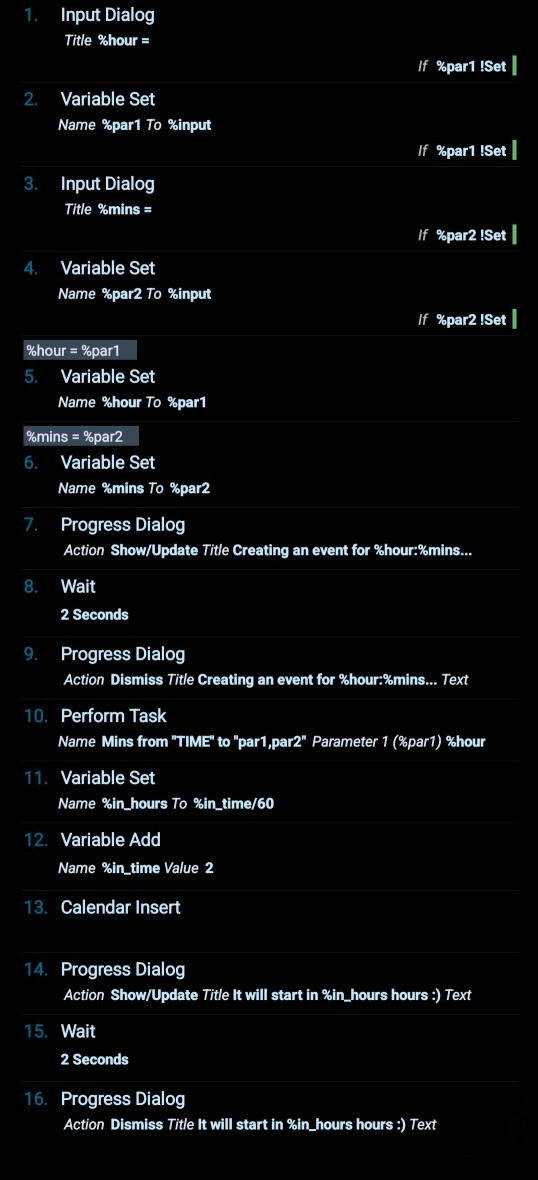 1. Input Dialog
Title %hour =
If %par1 !Set
2. Variable Set
Name %par1 To %input
If %par1 !Set
3. Input Dialog
Title %mins =
If %par2 !Set
4. Variable Set
Name %par2 To %input
If %par2 !Set
%hour = %par1
5. Variable Set
Name %hour To %par1
%mins = %par2
6. Variable Set
Name %mins To %par2
7. Progress Dialog
Action Show/Update Title Creating an event for %hour:%mins...
8. Wait
2 Seconds
9. Progress Dialog
Action Dismiss Title Creating an event for %hour:%mins... Text
10. Perform Task
Name Mins from "TIME" to "par1,par2" Parameter 1 (%par1) %hour
11. Variable Set
Name %in_hours To %in_time/60
12. Variable Add
Name %in_time Value 2
13. Calendar Insert
14. Progress Dialog
Action Show/Update Title It will start in %in_hours hours :) Text
15. Wait
2 Seconds
16. Progress Dialog
Action Dismiss Title It will start in %in_hours hours :) Text